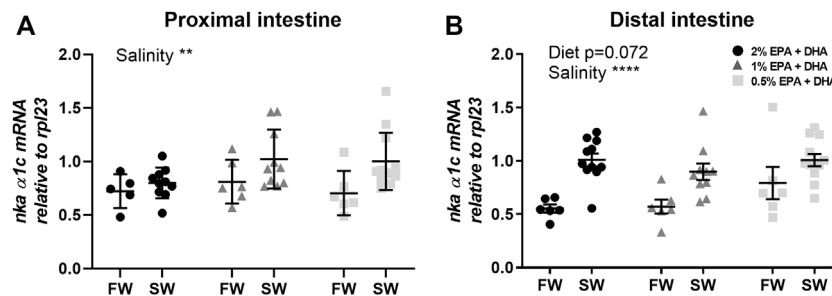 A
Proximal intestine
Salinity **
nka α1c mRNA
relative to rpl23
2.0
1.5
1.0
0.5
0.0
FW SW FW SW FW SW
B
Distal intestine
Diet p=0.072
Salinity ****
2% EPA + DHA
1% EPA + DHA
0.5% EPA + DHA
nka α1c mRNA
relative to rpl23
2.0
1.5
1.0
0.5
0.0
FW SW FW SW FW SW